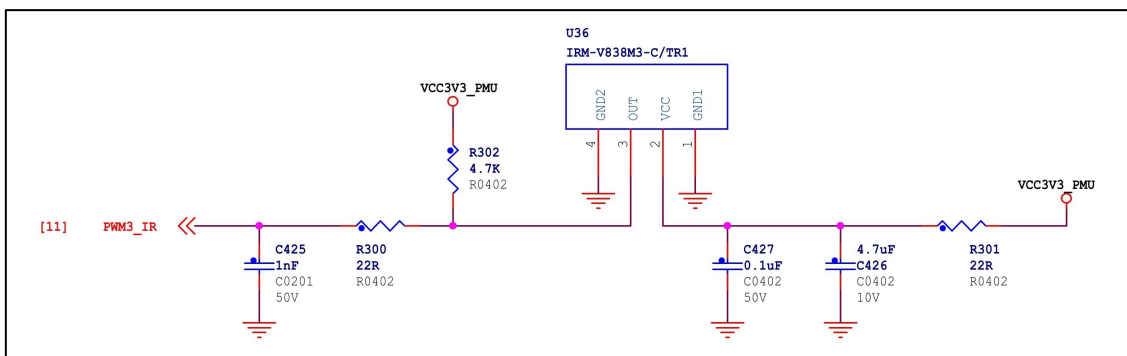 U36
IRM-V838M3-C/TR1
GND2
OUT
VCC
GND1
4
3
2
1
VCC3V3_PMU
R302
4.7K
R0402
VCC3V3_PMU
[11] PWM3_IR
C425
1nF
C0201
50V
R300
22R
R0402
C427
0.1uF
C0402
50V
4.7uF
C426
C0402
10V
R301
22R
R0402